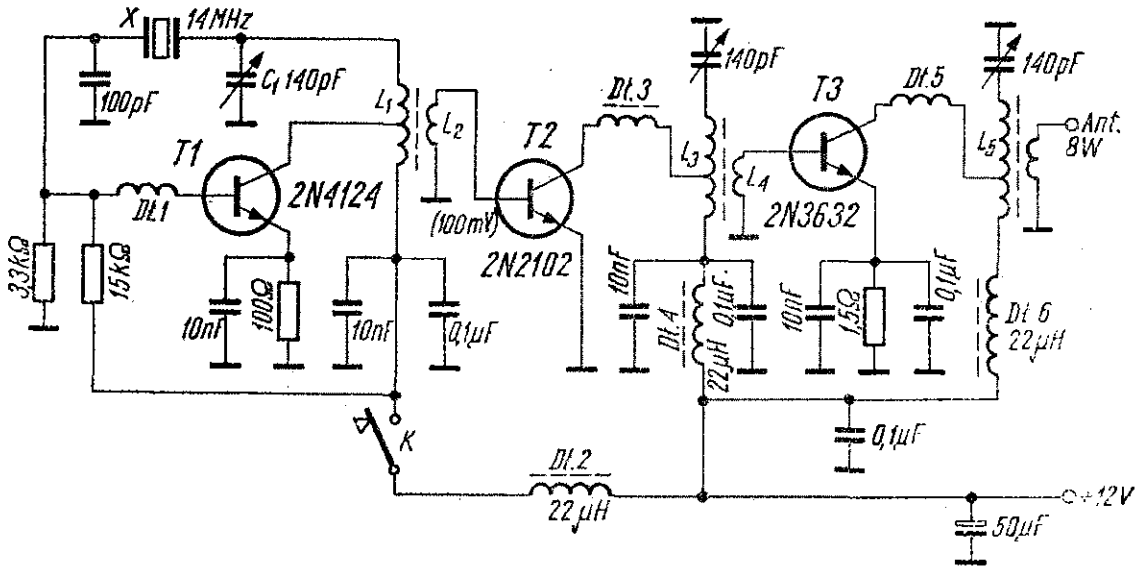 X 14MHz
100pF
C1 140pF
L1
L2
T1
2N4124
Dt.1
33kΩ
15kΩ
10nF
100Ω
10nF
0,1µF
(100mV)
T2
2N2102
Dt.3
140pF
L3
L4
10nF
Dt.4
22µH
0,1µF
T3
2N3632
Dt.5
140pF
L5
Ant.
8W
10nF
1,5Ω
0,1µF
Dt.6
22µH
0,1µF
K
Dt.2
22µH
+12V
50µF